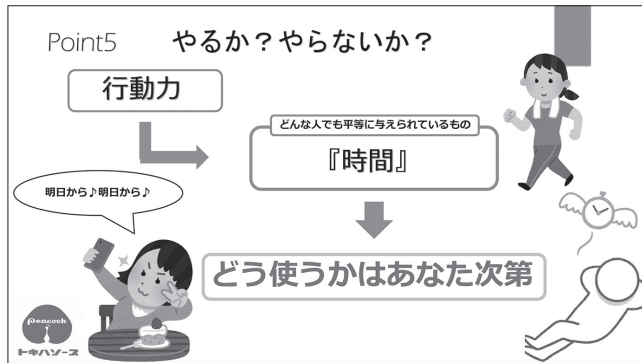 Point5 やるか？やらないか？
行動力
どんな人でも平等に与えられているもの
『時間』
明日から♪明日から♪
どう使うかはあなた次第
Peacock
トキハソース